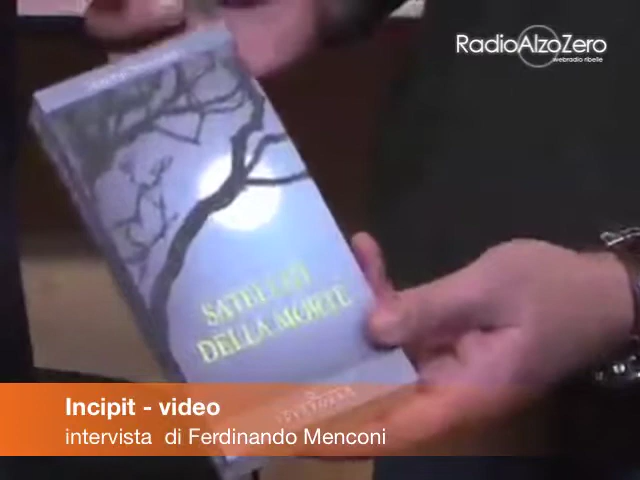 RadioAlzoZero
webradio ribelle
SATELLITI
DELLA MORTE
Incipit - video
intervista di Ferdinando Menconi